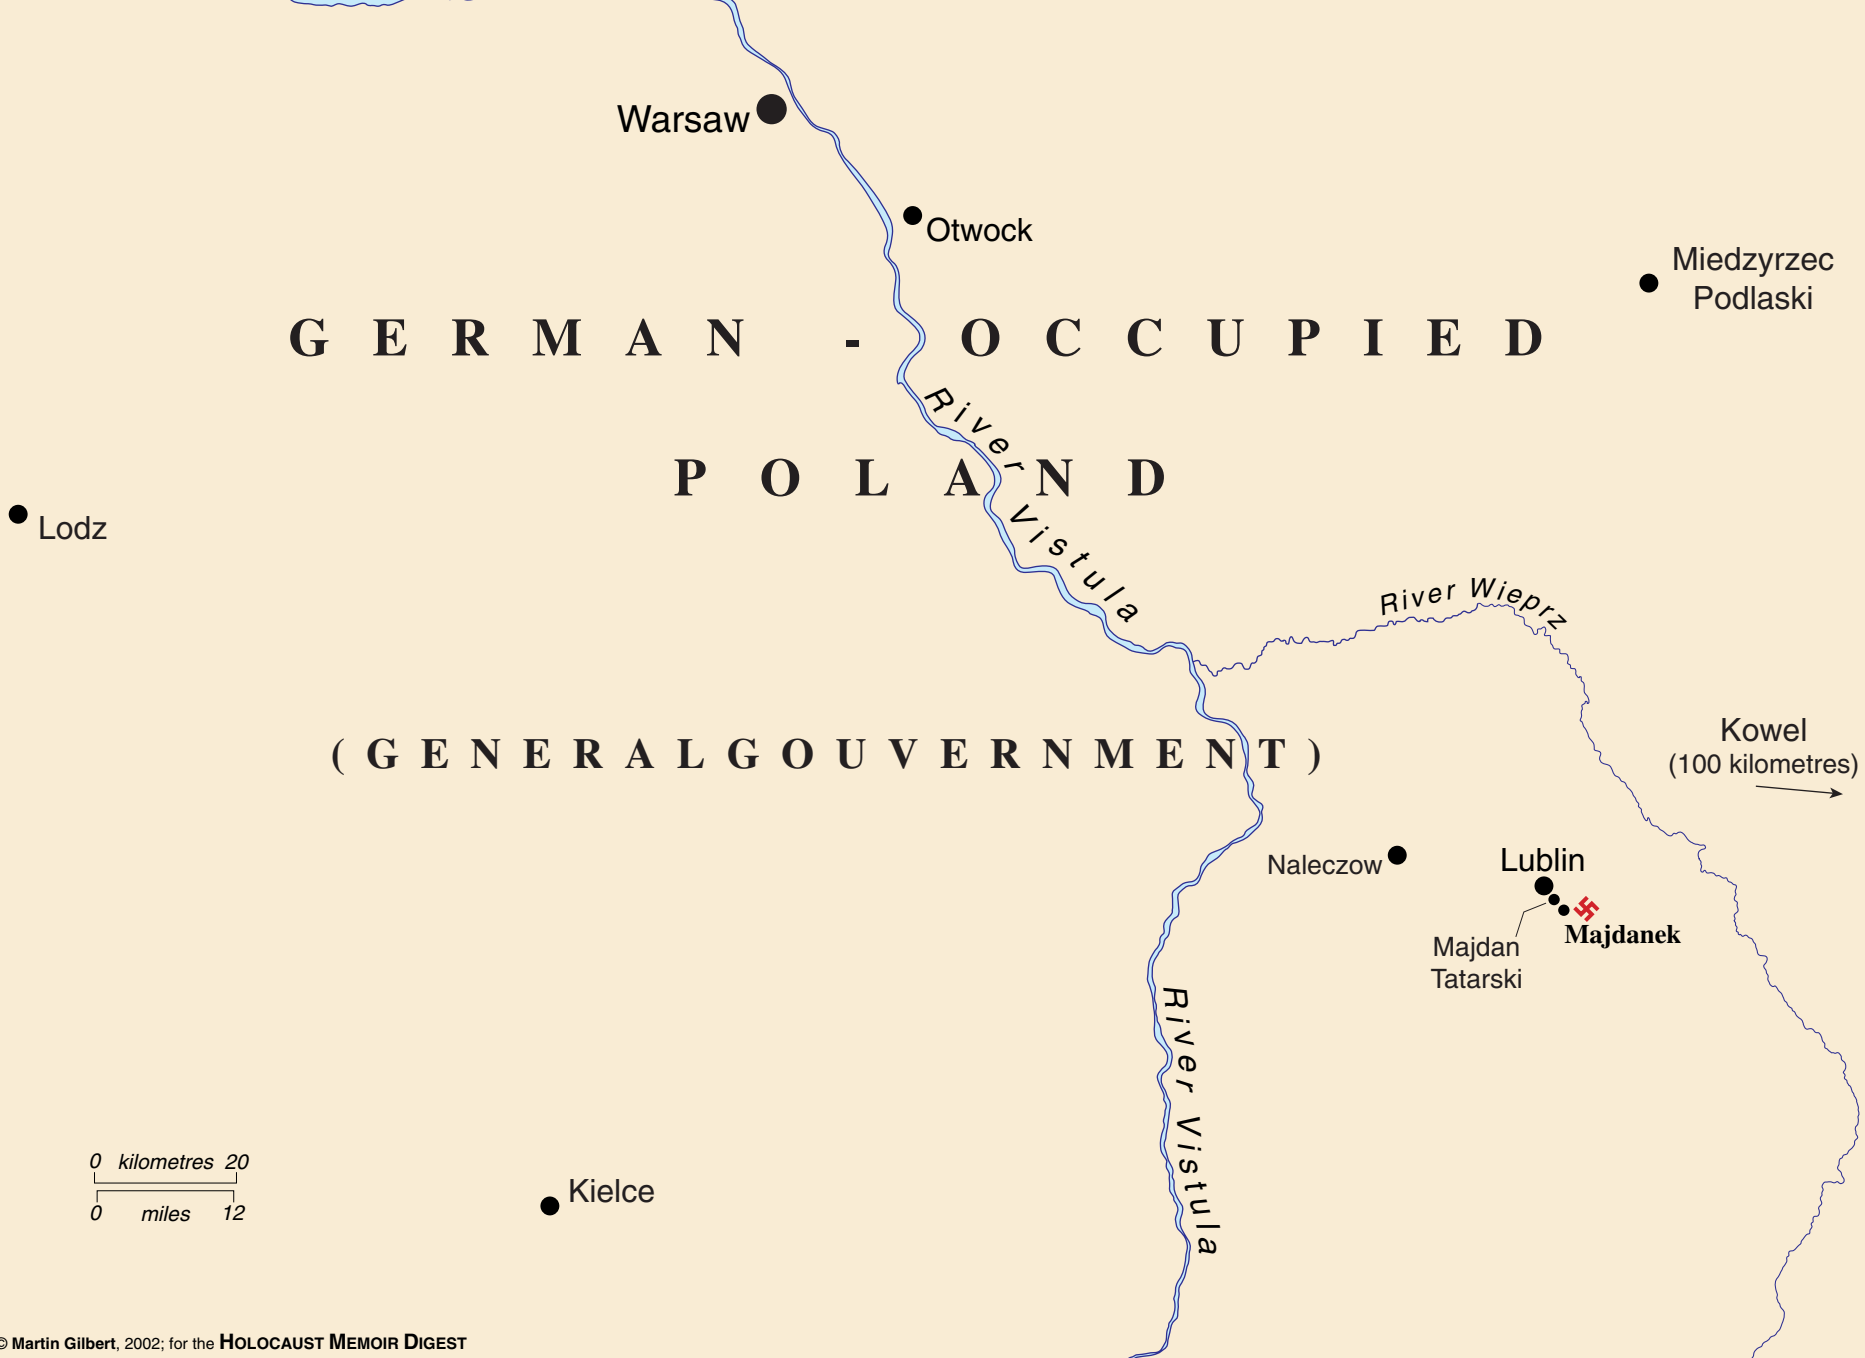 Warsaw
Otwock
Miedzyrzec
Podlaski
GERMAN - OCCUPIED
River Vistula
POLAND
Lodz
River Wieprz
Kowel
(100 kilometres)
(GENERALGOUVERNMENT)
Naleczow
Lublin
Majdanek
Majdan
Tatarski
River Vistula
0 kilometres 20
0 miles 12
Kielce
© Martin Gilbert, 2002; for the HOLOCAUST MEMOIR DIGEST